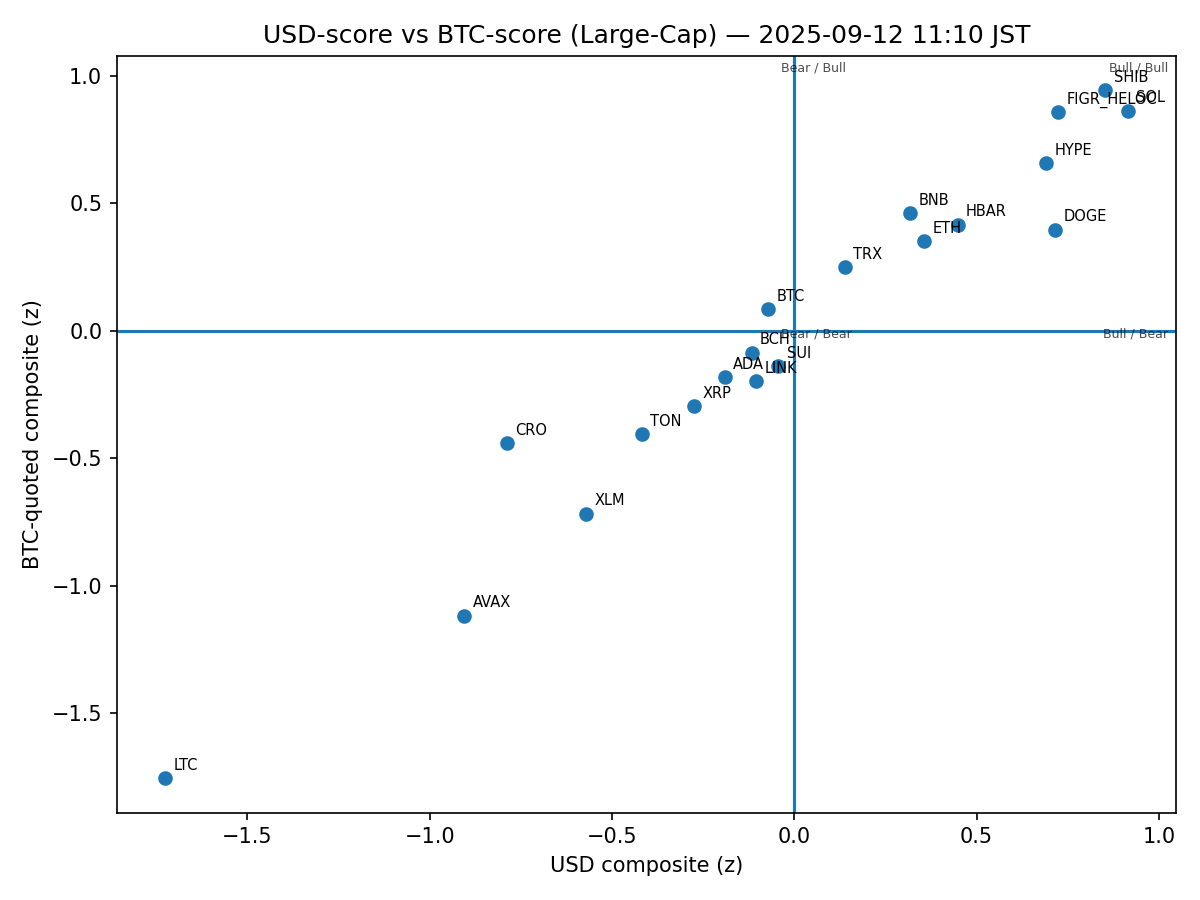 USD-score vs BTC-score (Large-Cap) — 2025-09-12 11:10 JST
Bear / Bull
Bull / Bull
1.0
SHIB
FIGR_HELOC
SOL
HYPE
0.5
BNB
HBAR
DOGE
ETH
TRX
BTC
0.0
Bear / Bear
Bull / Bear
BCH
SUI
ADA
LINK
XRP
TON
CRO
−0.5
XLM
−1.0
AVAX
−1.5
LTC
BTC-quoted composite (z)
−1.5
−1.0
−0.5
0.0
0.5
1.0
USD composite (z)